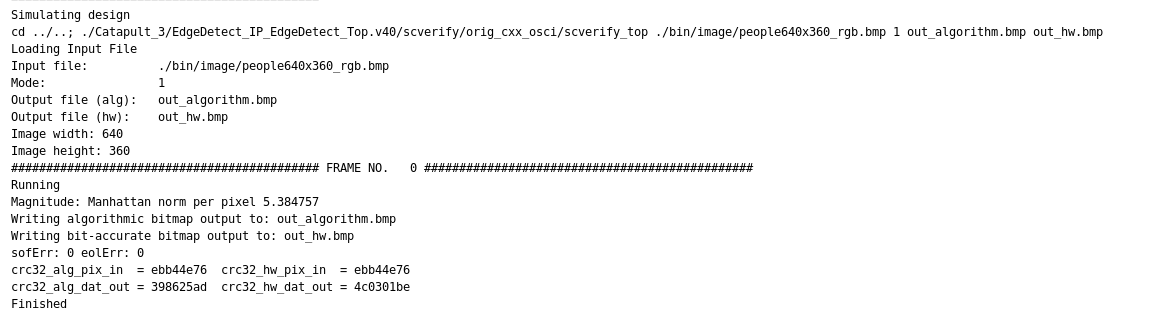 Simulating design
cd ../..; ./Catapult_3/EdgeDetect_IP_EdgeDetect_Top.v40/scverify/orig_cxx_osci/scverify_top ./bin/image/people640x360_rgb.bmp 1 out_algorithm.bmp out_hw.bmp
Loading Input File
Input file:          ./bin/image/people640x360_rgb.bmp
Mode:                1
Output file (alg):   out_algorithm.bmp
Output file (hw):    out_hw.bmp
Image width: 640
Image height: 360
############################################ FRAME NO.   0 ###############################################
Running
Magnitude: Manhattan norm per pixel 5.384757
Writing algorithmic bitmap output to: out_algorithm.bmp
Writing bit-accurate bitmap output to: out_hw.bmp
sofErr: 0 eolErr: 0
crc32_alg_pix_in  = ebb44e76  crc32_hw_pix_in  = ebb44e76
crc32_alg_dat_out = 398625ad  crc32_hw_dat_out = 4c0301be
Finished